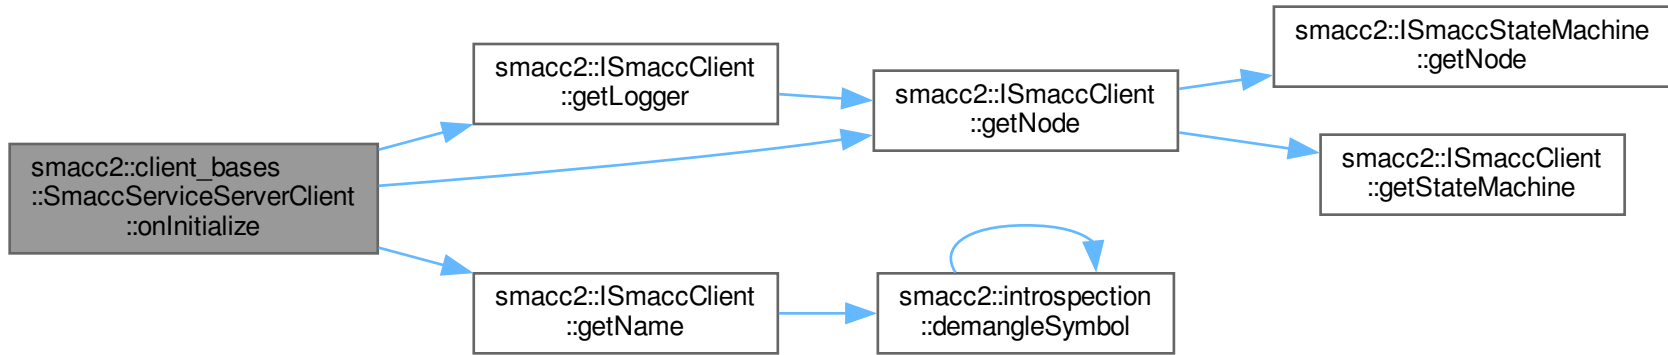 smacc2::client_bases
::SmaccServiceServerClient
::onInitialize
smacc2::ISmaccClient
::getLogger
smacc2::ISmaccClient
::getNode
smacc2::ISmaccStateMachine
::getNode
smacc2::ISmaccClient
::getStateMachine
smacc2::ISmaccClient
::getName
smacc2::introspection
::demangleSymbol